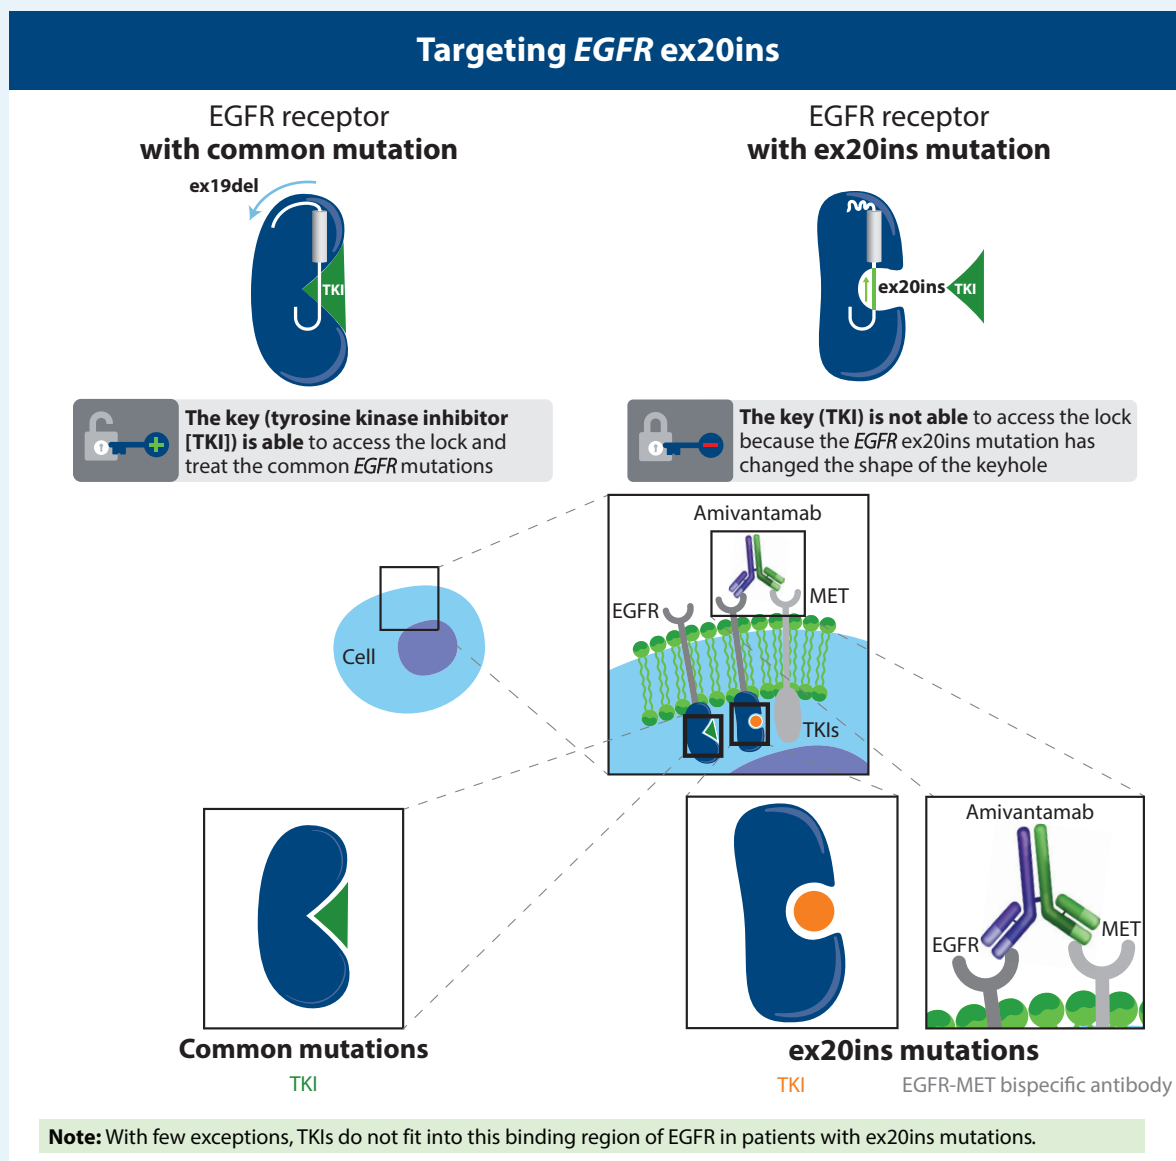 Targeting EGFR ex20ins
EGFR receptor
with common mutation
ex19del
TKI
The key (tyrosine kinase inhibitor
[TKI]) is able to access the lock and
treat the common EGFR mutations
EGFR receptor
with ex20ins mutation
ex20ins
TKI
The key (TKI) is not able to access the lock
because the EGFR ex20ins mutation has
changed the shape of the keyhole
Cell
Amivantamab
EGFR
MET
TKIs
Common mutations
TKI
Amivantamab
EGFR
MET
ex20ins mutations
TKI
EGFR-MET bispecific antibody
Note: With few exceptions, TKIs do not fit into this binding region of EGFR in patients with ex20ins mutations.